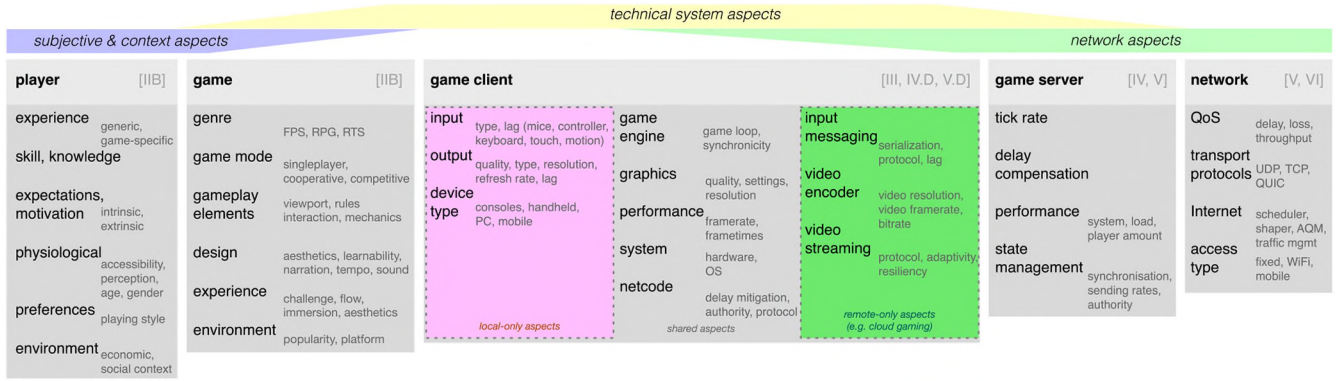 technical system aspects
subjective & context aspects
network aspects
player [IIB]
experience
generic,
game-specific
skill, knowledge
expectations,
motivation
intrinsic,
extrinsic
physiological
accessibility,
perception,
age, gender
preferences
playing style
environment
economic,
social context
game [IIB]
genre
FPS, RPG, RTS
game mode
singleplayer,
cooperative, competitive
gameplay
elements
viewport, rules
interaction, mechanics
design
aesthetics, learnability,
narration, tempo, sound
experience
challenge, flow,
immersion, aesthetics
environment
popularity, platform
game client [III, IV.D, V.D]
input
type, lag (mice, controller,
keyboard, touch, motion)
output
quality, type, resolution,
refresh rate, lag
device
type
consoles, handheld,
PC, mobile
local-only aspects
game
engine
game loop,
synchronicity
graphics
quality, settings,
resolution
performance
framerate,
frametimes
system
hardware,
OS
netcode
delay mitigation,
authority, protocol
shared aspects
input
messaging
serialization,
protocol, lag
video
encoder
video resolution,
video framerate,
bitrate
video
streaming
protocol, adaptivity,
resiliency
remote-only aspects
(e.g. cloud gaming)
game server [IV, V]
tick rate
delay
compensation
performance
system, load,
player amount
state
management
synchronisation,
sending rates,
authority
network [V, VI]
QoS
delay, loss,
throughput
transport
protocols
UDP, TCP,
QUIC
Internet
scheduler,
shaper, AQM,
traffic mgmt
access
type
fixed, WiFi,
mobile